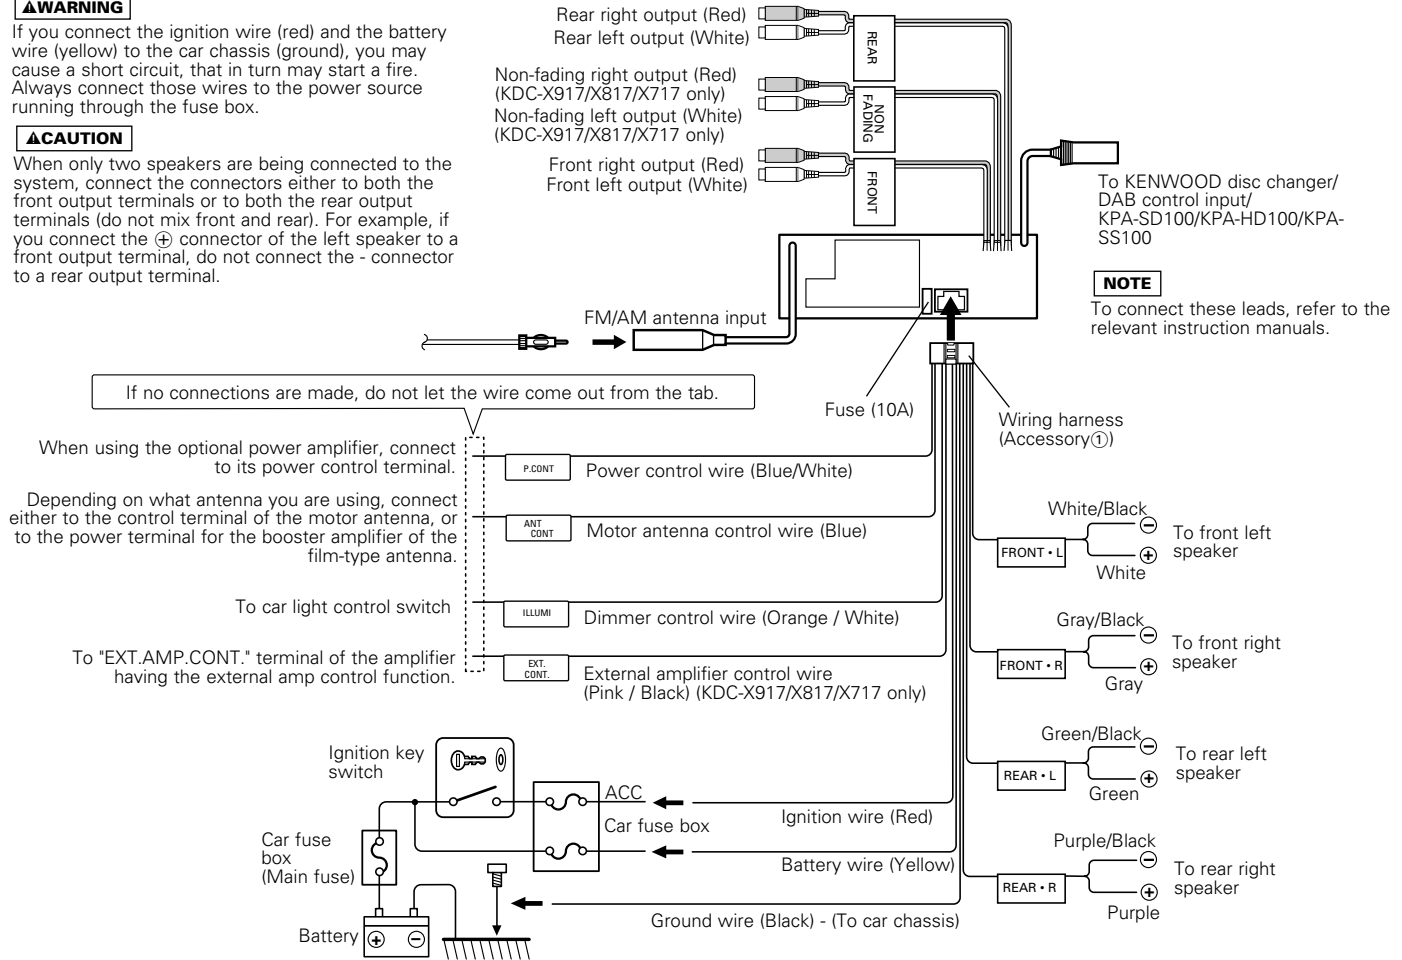 ⚠WARNING
If you connect the ignition wire (red) and the battery
wire (yellow) to the car chassis (ground), you may
cause a short circuit, that in turn may start a fire.
Always connect those wires to the power source
running through the fuse box.
⚠CAUTION
When only two speakers are being connected to the
system, connect the connectors either to both the
front output terminals or to both the rear output
terminals (do not mix front and rear). For example, if
you connect the ⊕ connector of the left speaker to a
front output terminal, do not connect the - connector
to a rear output terminal.
Rear right output (Red)
Rear left output (White)
REAR
Non-fading right output (Red)
(KDC-X917/X817/X717 only)
Non-fading left output (White)
(KDC-X917/X817/X717 only)
NON
FADING
Front right output (Red)
Front left output (White)
FRONT
To KENWOOD disc changer/
DAB control input/
KPA-SD100/KPA-HD100/KPA-
SS100
NOTE
To connect these leads, refer to the
relevant instruction manuals.
FM/AM antenna input
Fuse (10A)
Wiring harness
(Accessory①)
If no connections are made, do not let the wire come out from the tab.
When using the optional power amplifier, connect
to its power control terminal.
P.CONT
Power control wire (Blue/White)
Depending on what antenna you are using, connect
either to the control terminal of the motor antenna, or
to the power terminal for the booster amplifier of the
film-type antenna.
ANT
CONT
Motor antenna control wire (Blue)
To car light control switch
ILLUMI
Dimmer control wire (Orange / White)
To "EXT.AMP.CONT." terminal of the amplifier
having the external amp control function.
EXT.
CONT.
External amplifier control wire
(Pink / Black) (KDC-X917/X817/X717 only)
White/Black
⊖
FRONT • L
⊕
White
To front left
speaker
Gray/Black
⊖
FRONT • R
⊕
Gray
To front right
speaker
Green/Black
⊖
REAR • L
⊕
Green
To rear left
speaker
Purple/Black
⊖
REAR • R
⊕
Purple
To rear right
speaker
Ignition key
switch
ACC
Ignition wire (Red)
Car fuse box
Battery wire (Yellow)
Car fuse
box
(Main fuse)
Ground wire (Black) - (To car chassis)
Battery
⊕ ⊖